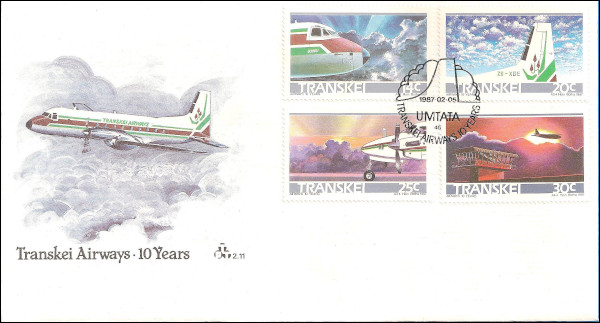 TRANSKEI AIRWAYS
Transkei Airways · 10 Years
2.11
TRANSKEI
14c
ZS-XGE
TRANSKEI 20c
1987-02-05
UMTATA
46
TRANSKEI AIRWAYS 10 YEARS
TRANSKEI 25c
TRANSKEI 30c